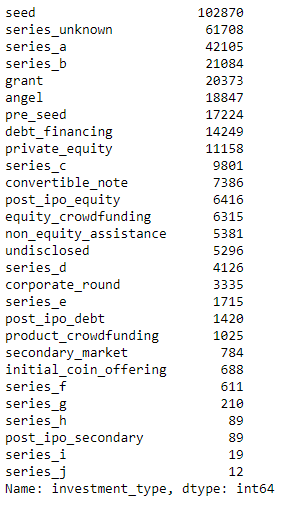 seed 102870
series_unknown 61708
series_a 42105
series_b 21084
grant 20373
angel 18847
pre_seed 17224
debt_financing 14249
private_equity 11158
series_c 9801
convertible_note 7386
post_ipo_equity 6416
equity_crowdfunding 6315
non_equity_assistance 5381
undisclosed 5296
series_d 4126
corporate_round 3335
series_e 1715
post_ipo_debt 1420
product_crowdfunding 1025
secondary_market 784
initial_coin_offering 688
series_f 611
series_g 210
series_h 89
post_ipo_secondary 89
series_i 19
series_j 12
Name: investment_type, dtype: int64